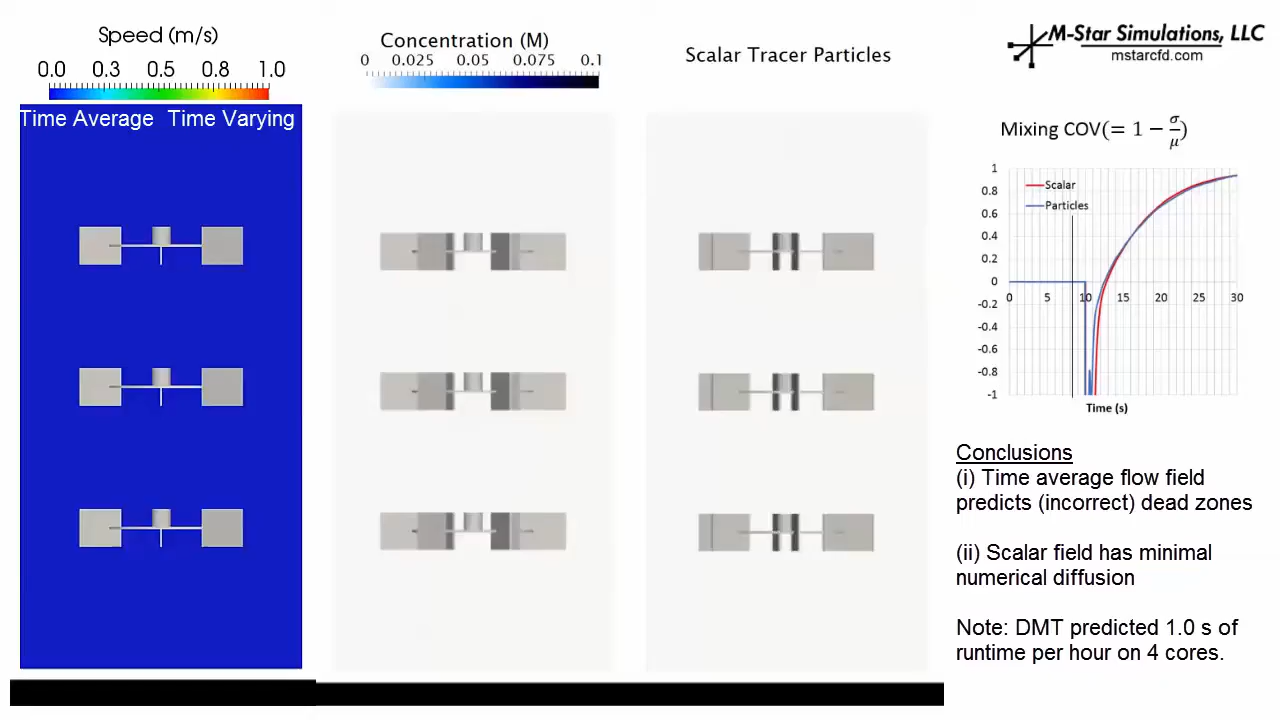 Speed (m/s)
0.0 0.3 0.5 0.8 1.0
Time Average Time Varying
Concentration (M)
0 0.025 0.05 0.075 0.1
Scalar Tracer Particles
M-Star Simulations, LLC
mstarcfd.com
Mixing COV(= 1 − σ/μ)
1
0.8
0.6
0.4
0.2
0
-0.2
-0.4
-0.6
-0.8
-1
Scalar
Particles
0 5 10 15 20 25 30
Time (s)
Conclusions
(i) Time average flow field
predicts (incorrect) dead zones
(ii) Scalar field has minimal
numerical diffusion
Note: DMT predicted 1.0 s of
runtime per hour on 4 cores.